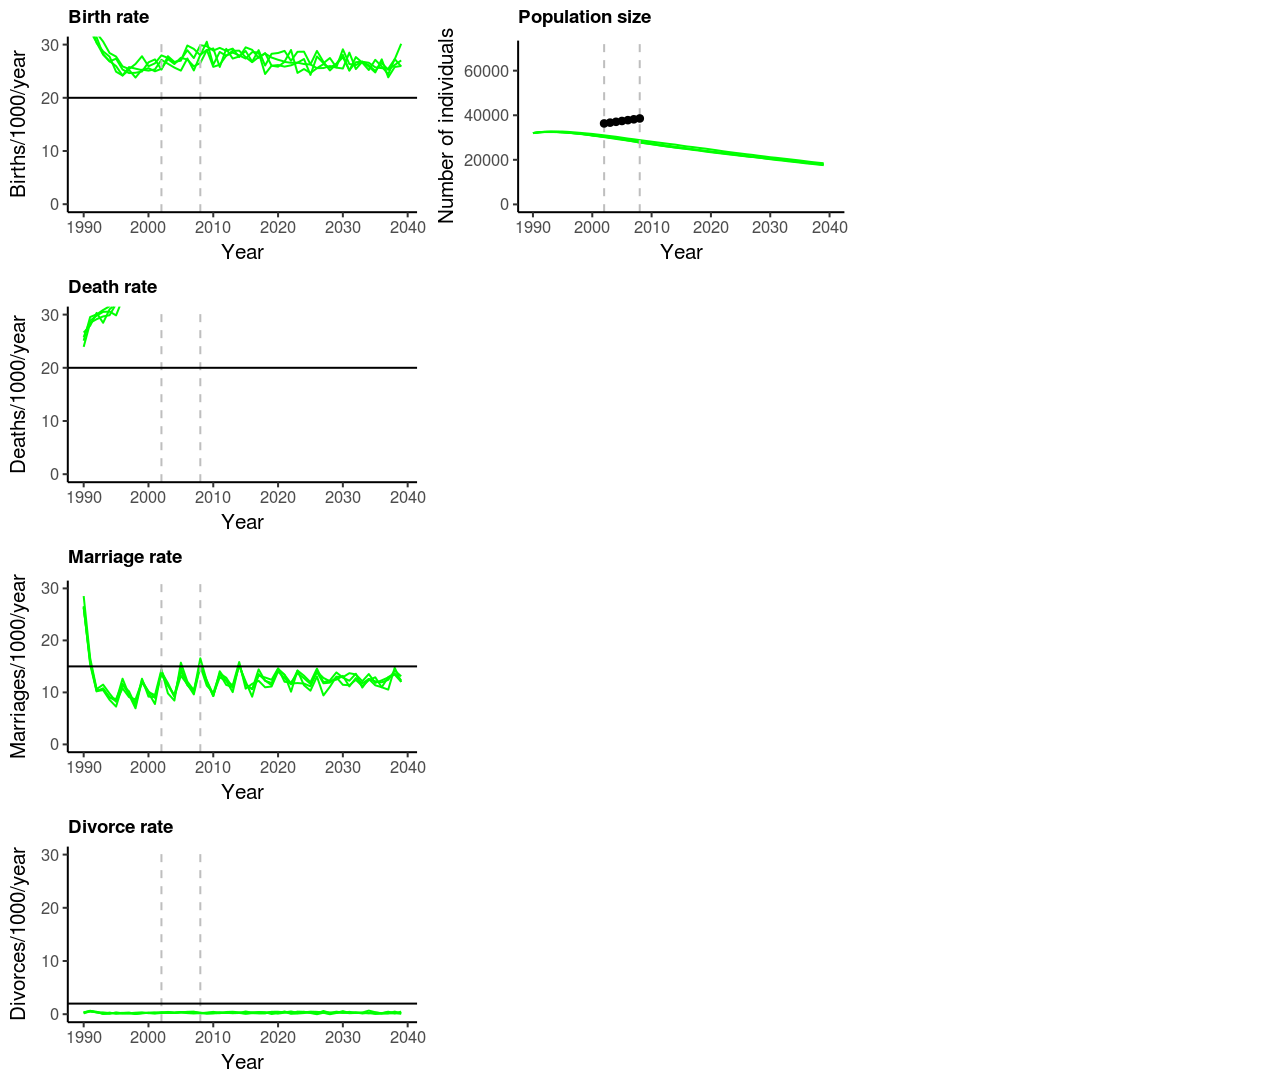 Birth rate
Births/1000/year
30
20
10
0
1990 2000 2010 2020 2030 2040
Year
Population size
Number of individuals
60000
40000
20000
0
1990 2000 2010 2020 2030 2040
Year
Death rate
Deaths/1000/year
30
20
10
0
1990 2000 2010 2020 2030 2040
Year
Marriage rate
Marriages/1000/year
30
20
10
0
1990 2000 2010 2020 2030 2040
Year
Divorce rate
Divorces/1000/year
30
20
10
0
1990 2000 2010 2020 2030 2040
Year